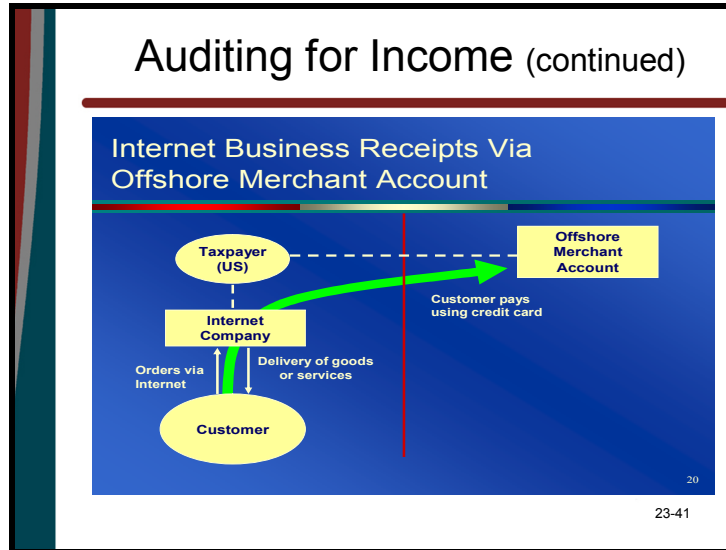 Auditing for Income (continued)
Internet Business Receipts Via
Offshore Merchant Account
Taxpayer
(US)
Offshore
Merchant
Account
Customer pays
using credit card
Internet
Company
Orders via
Internet
Delivery of goods
or services
Customer
20
23-41